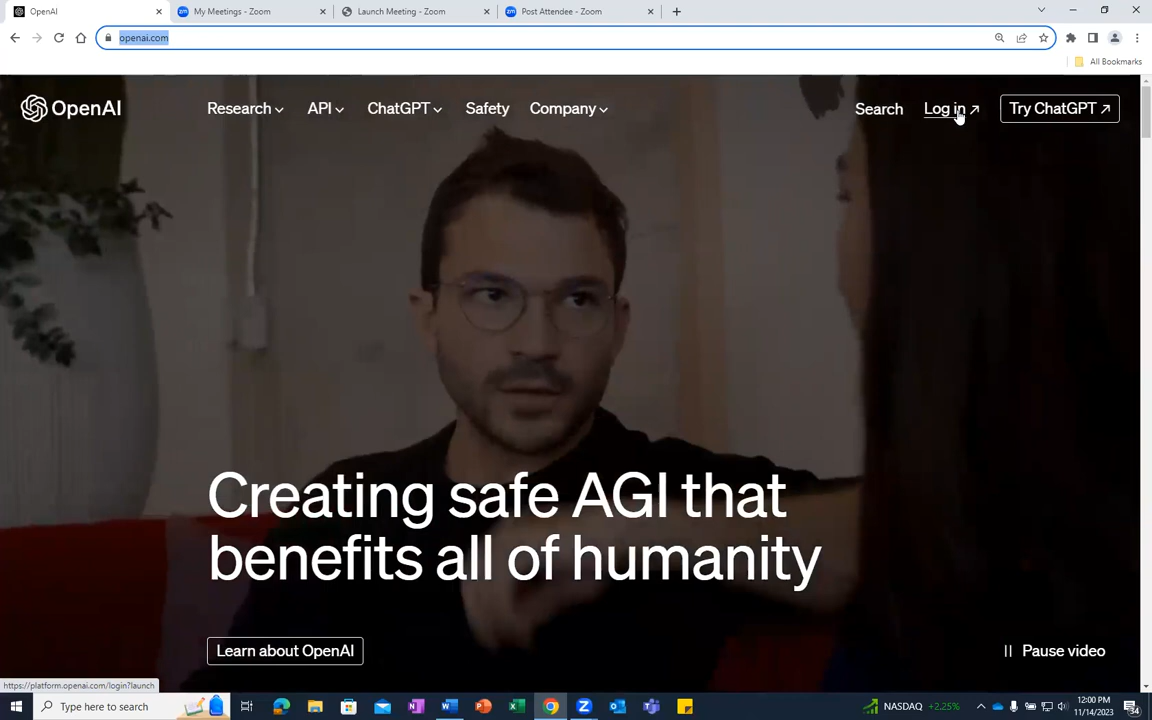 OpenAI
My Meetings - Zoom
Launch Meeting - Zoom
Post Attendee - Zoom
openai.com
All Bookmarks
OpenAI
Research
API
ChatGPT
Safety
Company
Search
Log in
Try ChatGPT
Creating safe AGI that
benefits all of humanity
Learn about OpenAI
Pause video
https://platform.openai.com/login?launch
Type here to search
NASDAQ +2.25%
12:00 PM
11/14/2023
34